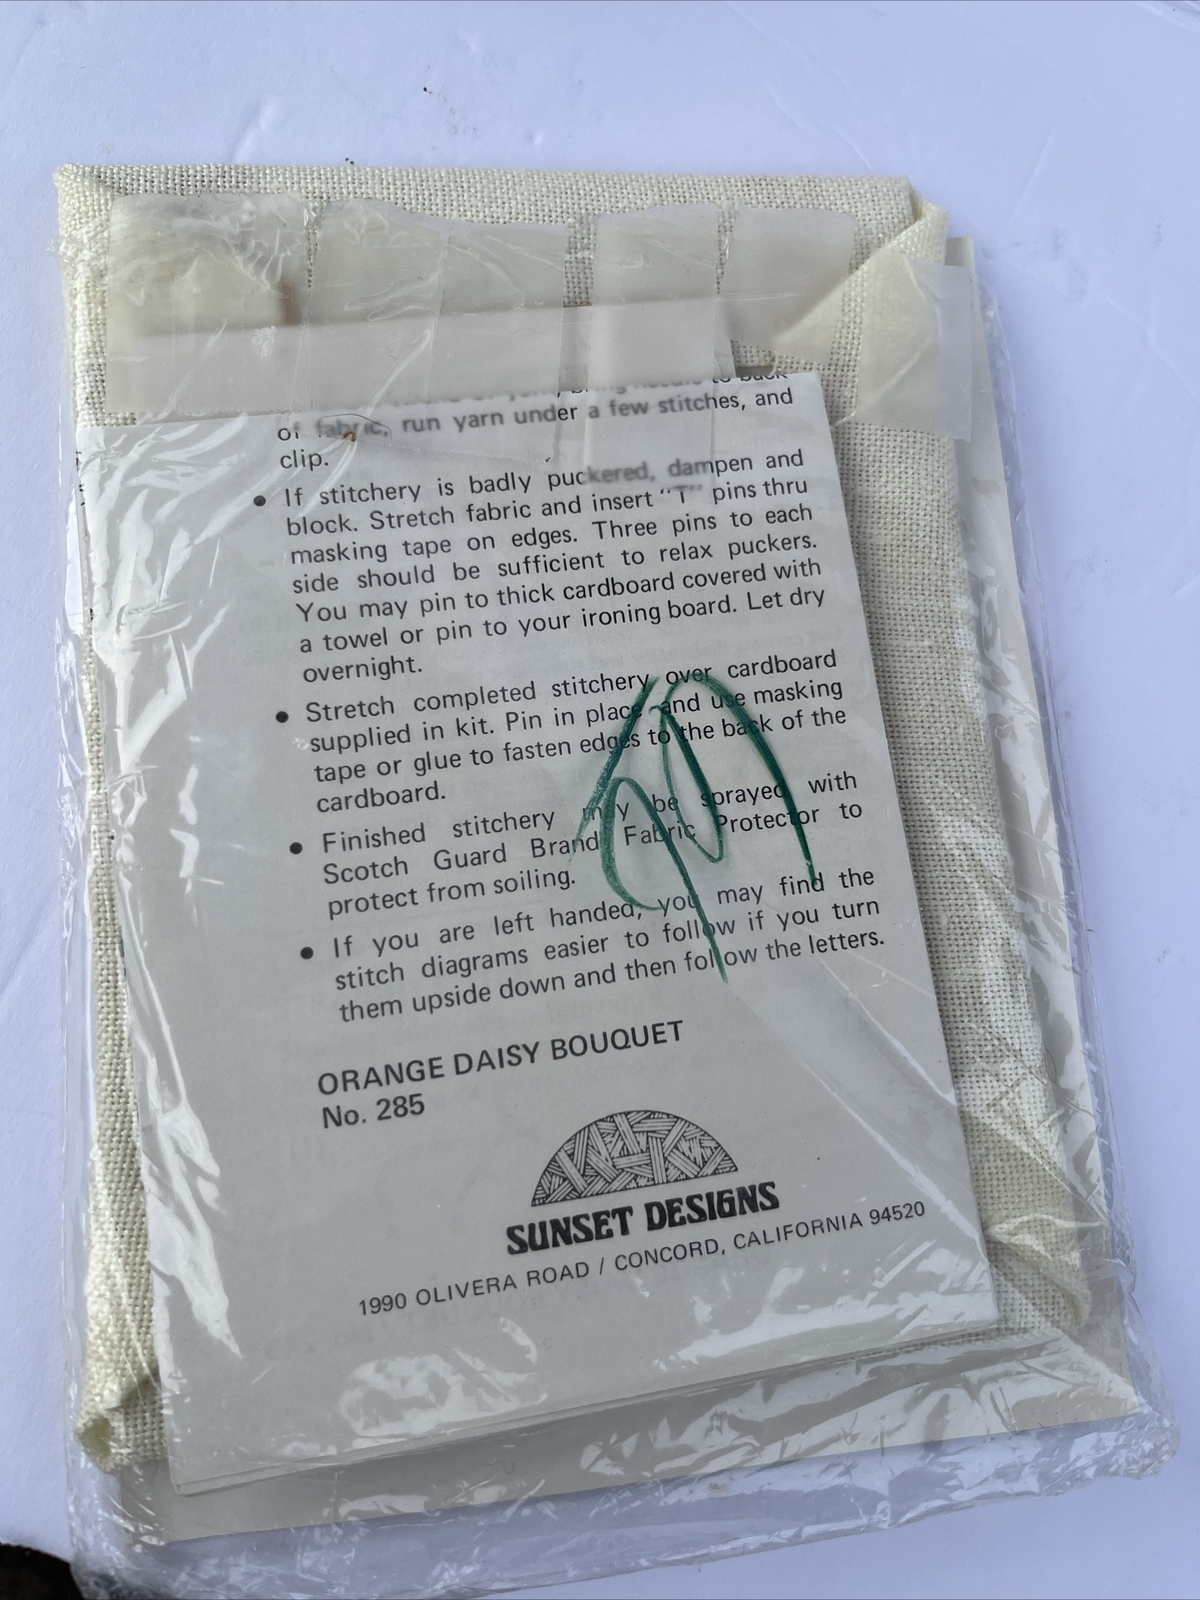 needle to back
of fabric, run yarn under a few stitches, and
clip.
● If stitchery is badly puckered, dampen and
block. Stretch fabric and insert "T" pins thru
masking tape on edges. Three pins to each
side should be sufficient to relax puckers.
You may pin to thick cardboard covered with
a towel or pin to your ironing board. Let dry
overnight.
● Stretch completed stitchery over cardboard
supplied in kit. Pin in place and use masking
tape or glue to fasten edges to the back of the
cardboard.
● Finished stitchery may be sprayed with
Scotch Guard Brand Fabric Protector to
protect from soiling.
● If you are left handed, you may find the
stitch diagrams easier to follow if you turn
them upside down and then follow the letters.
ORANGE DAISY BOUQUET
No. 285
SUNSET DESIGNS
1990 OLIVERA ROAD / CONCORD, CALIFORNIA 94520